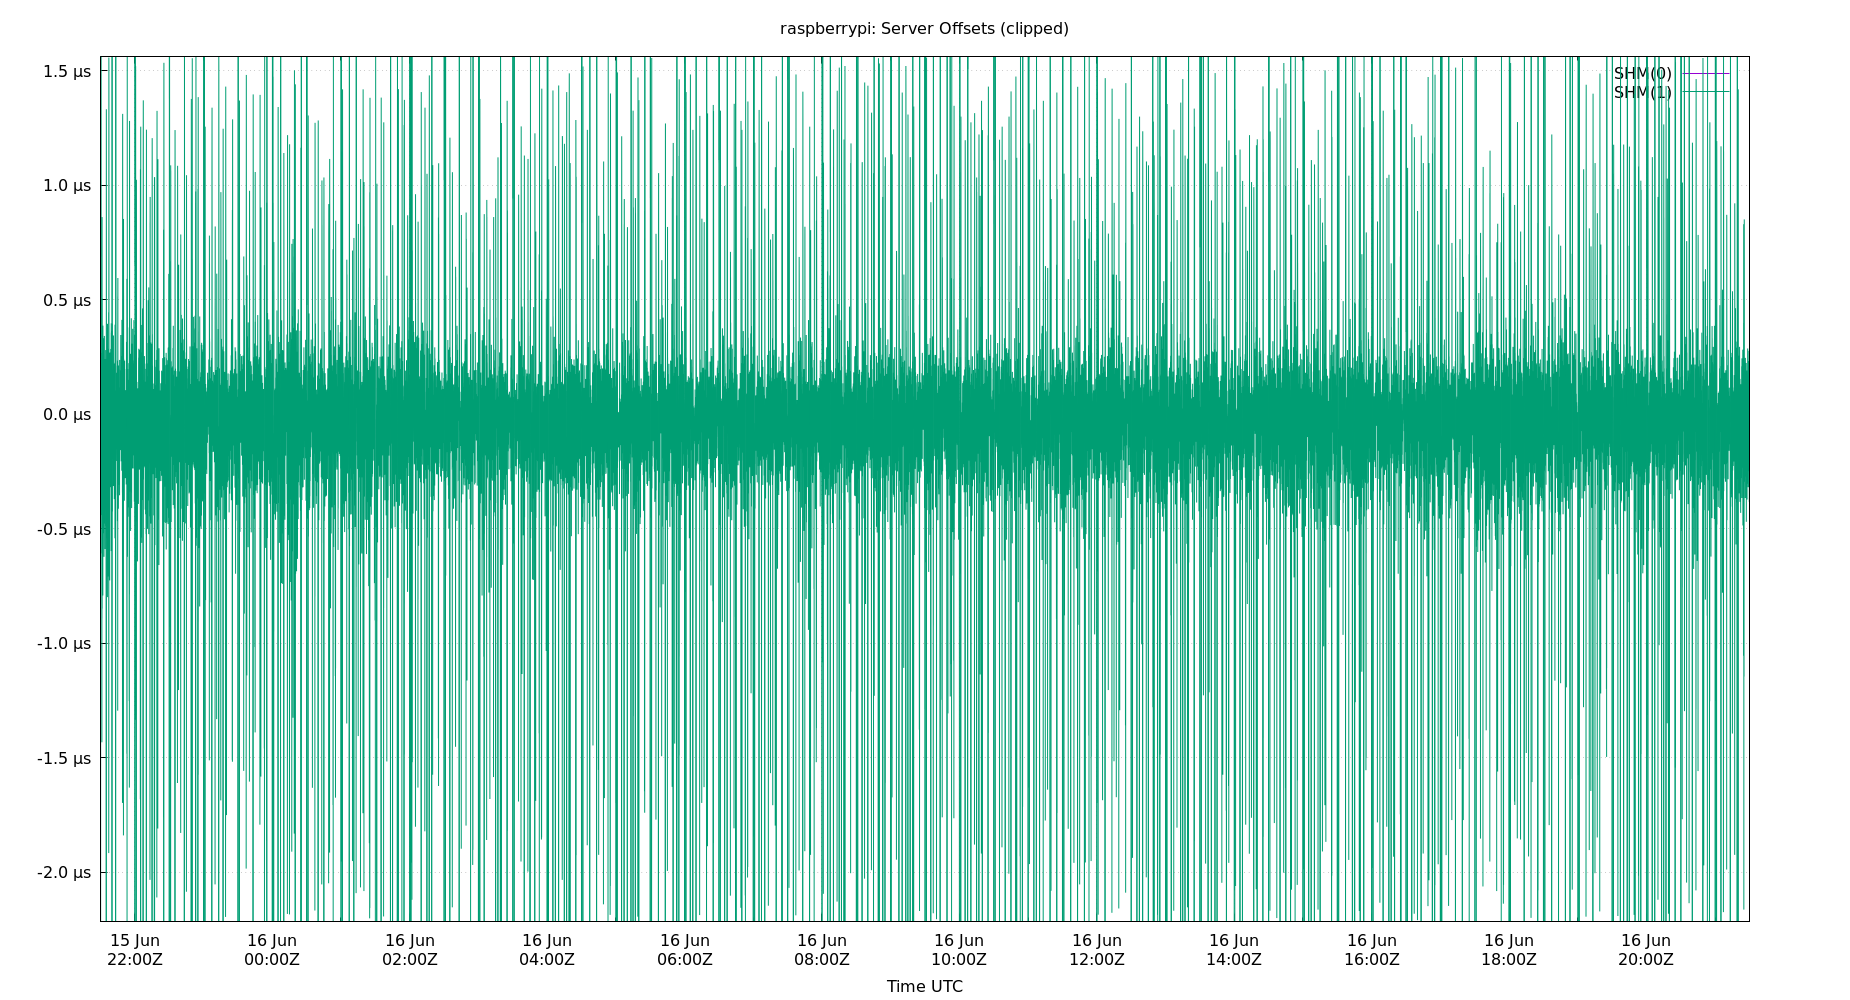 raspberrypi: Server Offsets (clipped)
1.5 µs
SHM(0)
SHM(1)
1.0 µs
0.5 µs
0.0 µs
-0.5 µs
-1.0 µs
-1.5 µs
-2.0 µs
15 Jun 16 Jun 16 Jun 16 Jun 16 Jun 16 Jun 16 Jun 16 Jun 16 Jun 16 Jun 16 Jun 16 Jun
22:00Z 00:00Z 02:00Z 04:00Z 06:00Z 08:00Z 10:00Z 12:00Z 14:00Z 16:00Z 18:00Z 20:00Z
Time UTC